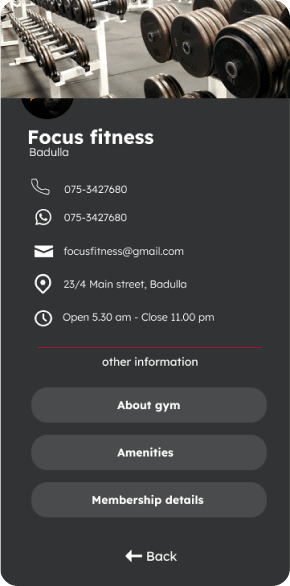 Focus fitness
Badulla
075-3427680
075-3427680
focusfitness@gmail.com
23/4 Main street, Badulla
Open 5.30 am - Close 11.00 pm
other information
About gym
Amenities
Membership details
Back